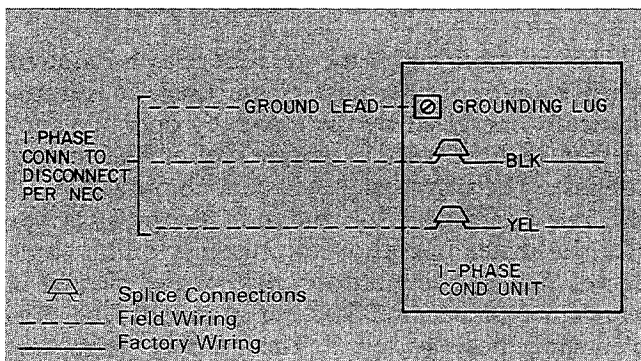 GROUND LEAD
GROUNDING LUG
1-PHASE
CONN. TO
DISCONNECT
PER NEC
BLK
YEL
1-PHASE
COND UNIT
Splice Connections
Field Wiring
Factory Wiring